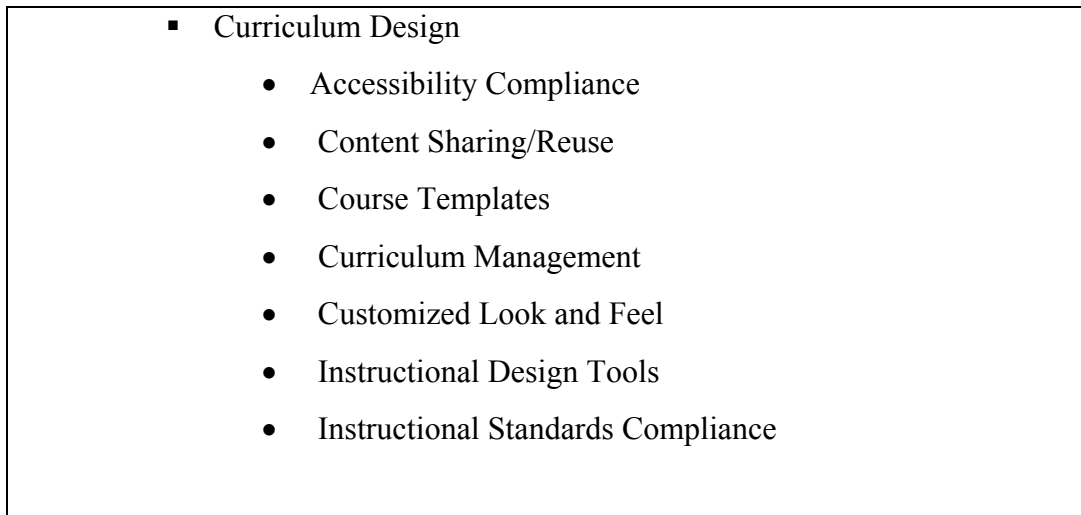 ▪ Curriculum Design
• Accessibility Compliance
• Content Sharing/Reuse
• Course Templates
• Curriculum Management
• Customized Look and Feel
• Instructional Design Tools
• Instructional Standards Compliance